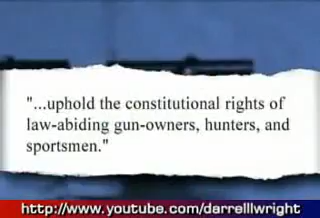 "...uphold the constitutional rights of
law-abiding gun-owners, hunters, and
sportsmen."
http://www.youtube.com/darrelllwright